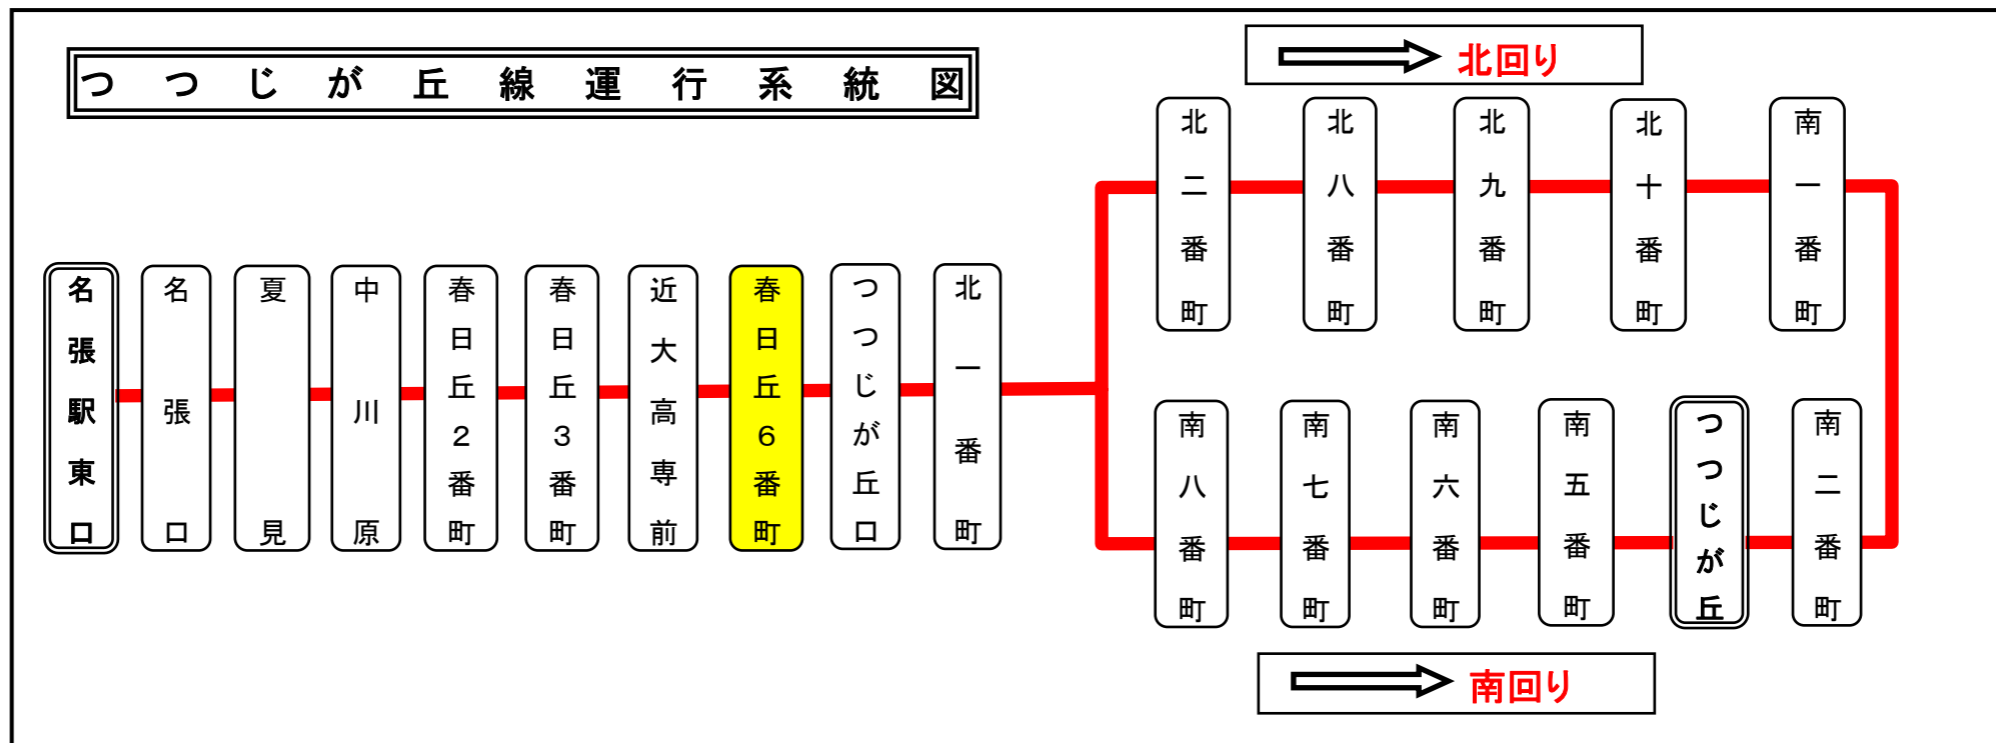 つつじが丘線運行系統図
北回り
北二番町
北八番町
北九番町
北十番町
南一番町
名張駅東口
名張口
夏見
中川原
春日丘2番町
春日丘3番町
近大高専前
春日丘6番町
つつじが丘口
北一番町
南八番町
南七番町
南六番町
南五番町
つつじが丘
南二番町
南回り